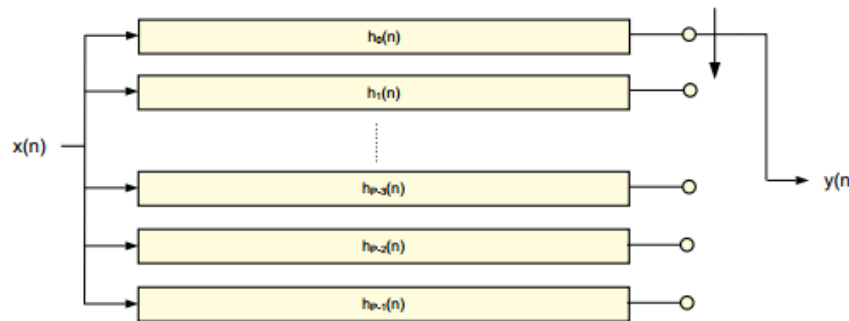 h₀(n)
h₁(n)
x(n)
hₚ₋₃(n)
y(n
hₚ₋₂(n)
hₚ₋₁(n)